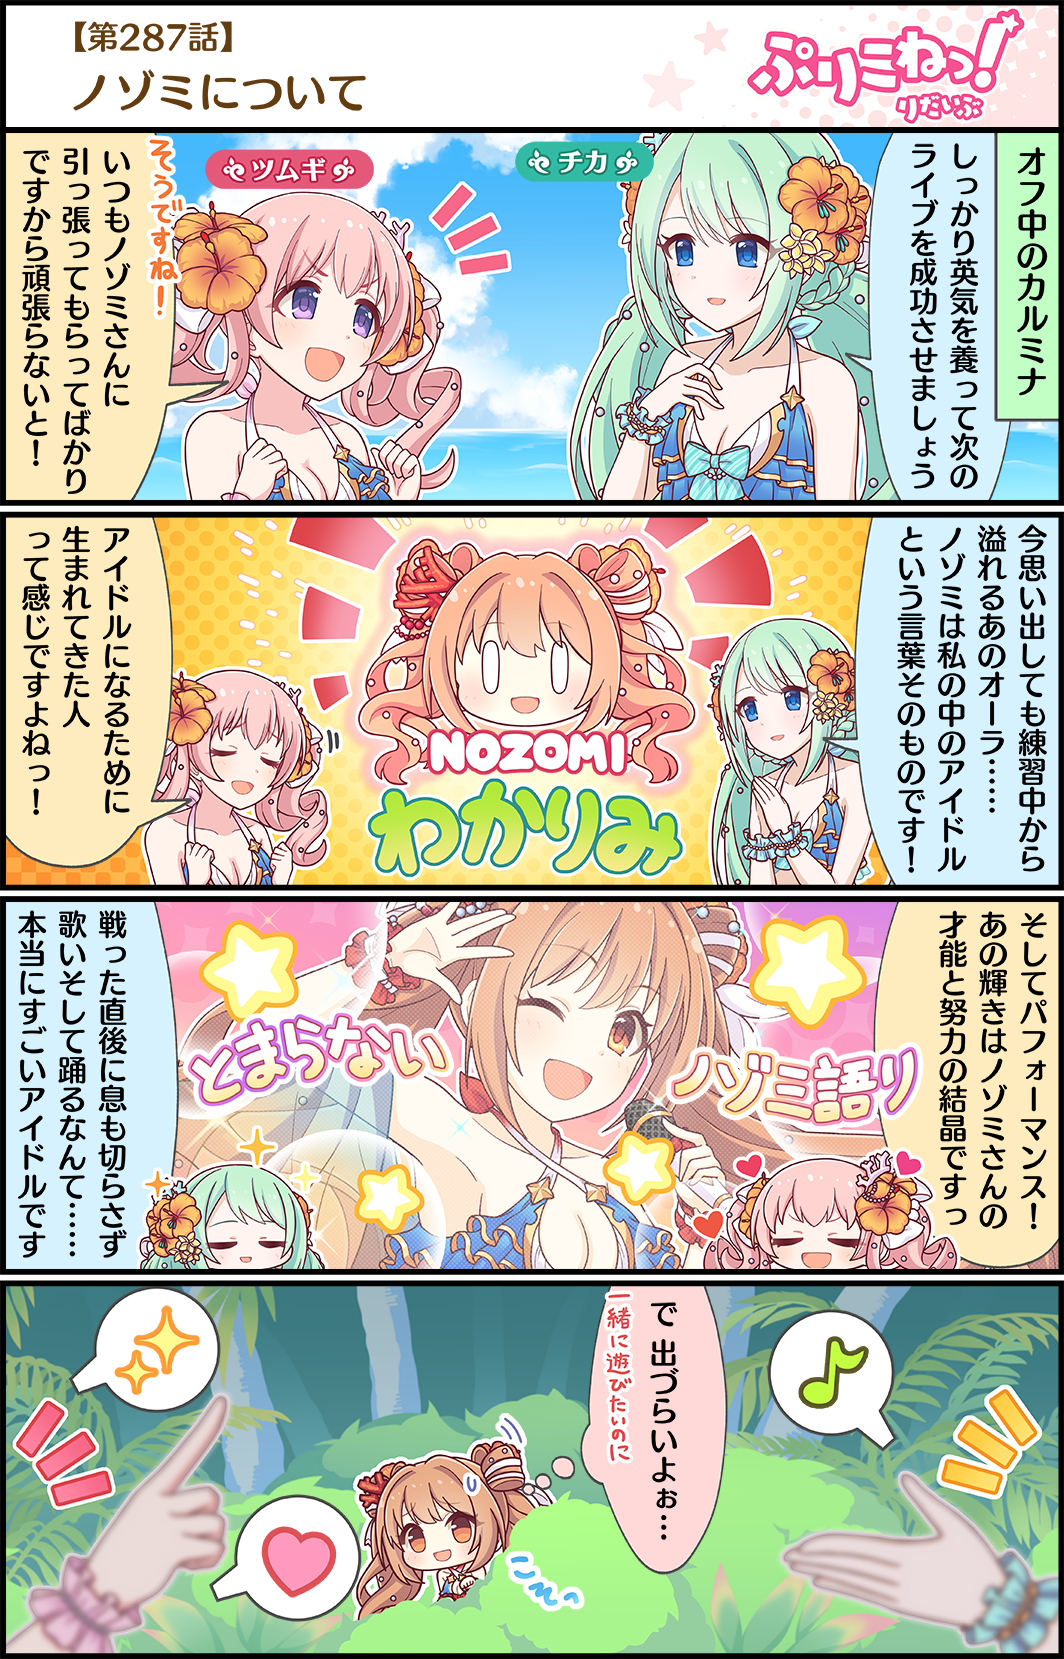 【第287話】
ノゾミについて
ぷりこねっ!
りだいぶ
オフ中のカルミナ
しっかり英気を養って次の
ライブを成功させましょう
チカ
ツムギ
そうですね!
いつもノゾミさんに
引っ張ってもらってばかり
ですから頑張らないと!
今思い出しても練習中から
溢れるあのオーラ……
ノゾミは私の中のアイドル
という言葉そのものです!
NOZOMI
わかりみ
アイドルになるために
生まれてきた人
って感じですよねっ!
そしてパフォーマンス!
あの輝きはノゾミさんの
才能と努力の結晶ですっ
ノゾミ語り
とまらない
戦った直後に息も切らさず
歌いそして踊るなんて……
本当にすごいアイドルです
で 出づらいよぉ…
一緒に遊びたいのに
こそ〜っ